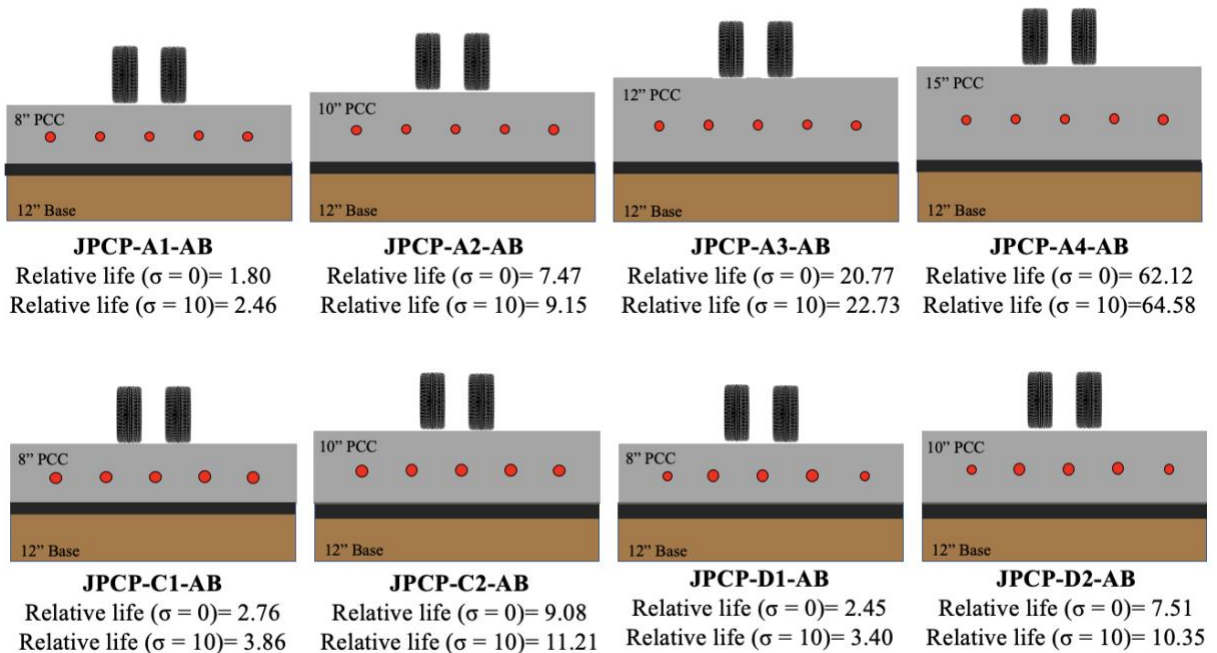 8” PCC
12” Base
JPCP-A1-AB
Relative life (σ = 0)= 1.80
Relative life (σ = 10)= 2.46
10” PCC
12” Base
JPCP-A2-AB
Relative life (σ = 0)= 7.47
Relative life (σ = 10)= 9.15
12” PCC
12” Base
JPCP-A3-AB
Relative life (σ = 0)= 20.77
Relative life (σ = 10)= 22.73
15” PCC
12” Base
JPCP-A4-AB
Relative life (σ = 0)= 62.12
Relative life (σ = 10)=64.58
8” PCC
12” Base
JPCP-C1-AB
Relative life (σ = 0)= 2.76
Relative life (σ = 10)= 3.86
10” PCC
12” Base
JPCP-C2-AB
Relative life (σ = 0)= 9.08
Relative life (σ = 10)= 11.21
8” PCC
12” Base
JPCP-D1-AB
Relative life (σ = 0)= 2.45
Relative life (σ = 10)= 3.40
10” PCC
12” Base
JPCP-D2-AB
Relative life (σ = 0)= 7.51
Relative life (σ = 10)= 10.35